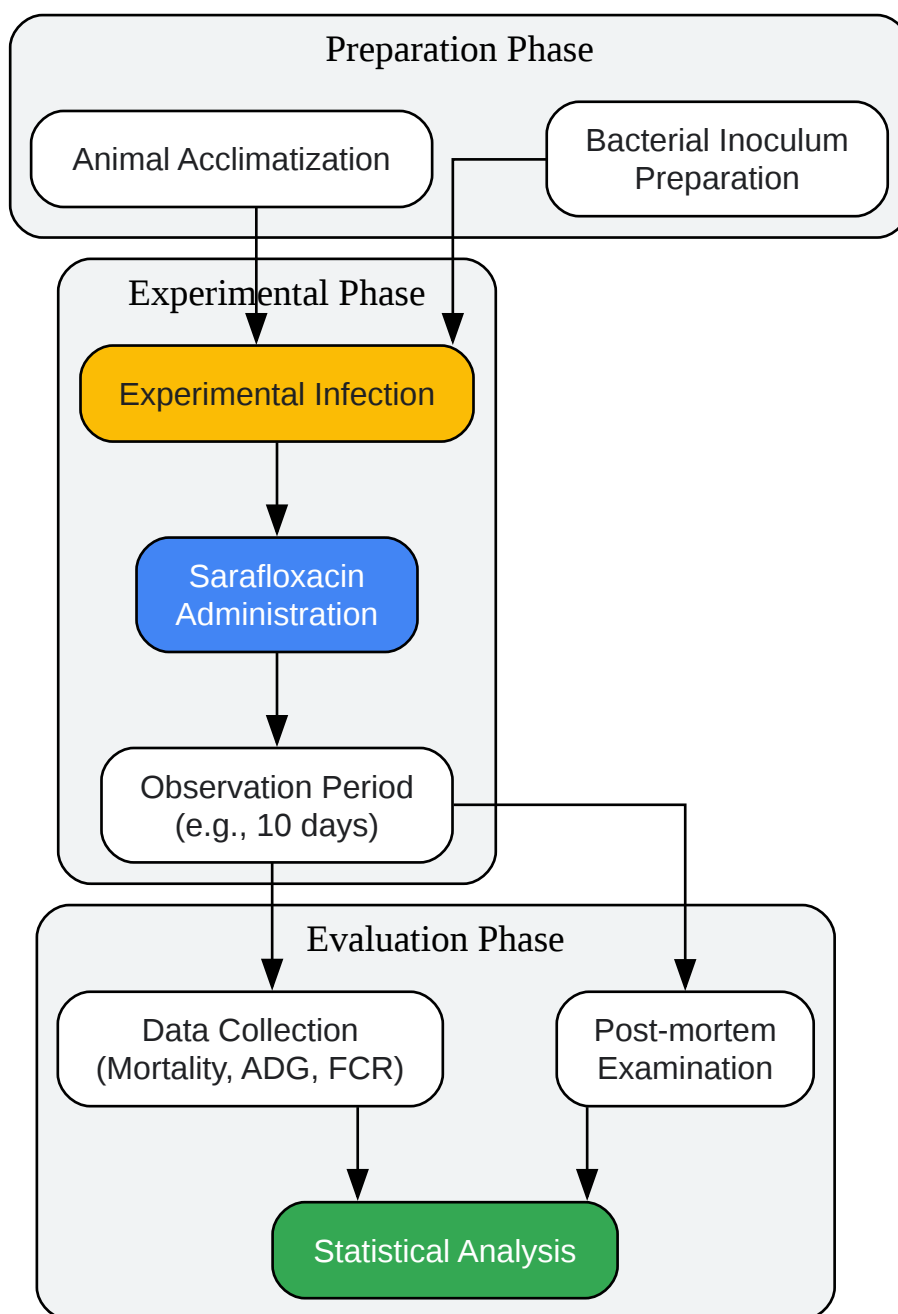 Preparation Phase
Animal Acclimatization
Bacterial Inoculum
Preparation
Experimental Phase
Experimental Infection
Sarafloxacin
Administration
Observation Period
(e.g., 10 days)
Evaluation Phase
Data Collection
(Mortality, ADG, FCR)
Post-mortem
Examination
Statistical Analysis